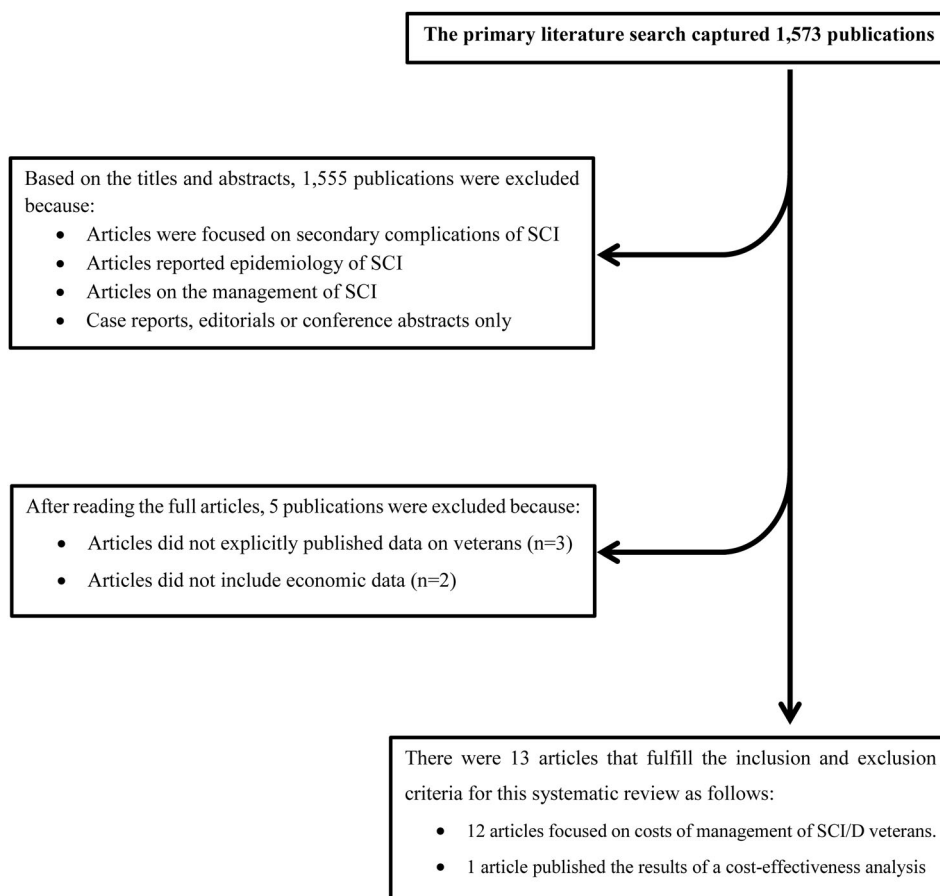 The primary literature search captured 1,573 publications
Based on the titles and abstracts, 1,555 publications were excluded
because:
• Articles were focused on secondary complications of SCI
• Articles reported epidemiology of SCI
• Articles on the management of SCI
• Case reports, editorials or conference abstracts only
After reading the full articles, 5 publications were excluded because:
• Articles did not explicitly published data on veterans (n=3)
• Articles did not include economic data (n=2)
There were 13 articles that fulfill the inclusion and exclusion
criteria for this systematic review as follows:
• 12 articles focused on costs of management of SCI/D veterans.
• 1 article published the results of a cost-effectiveness analysis